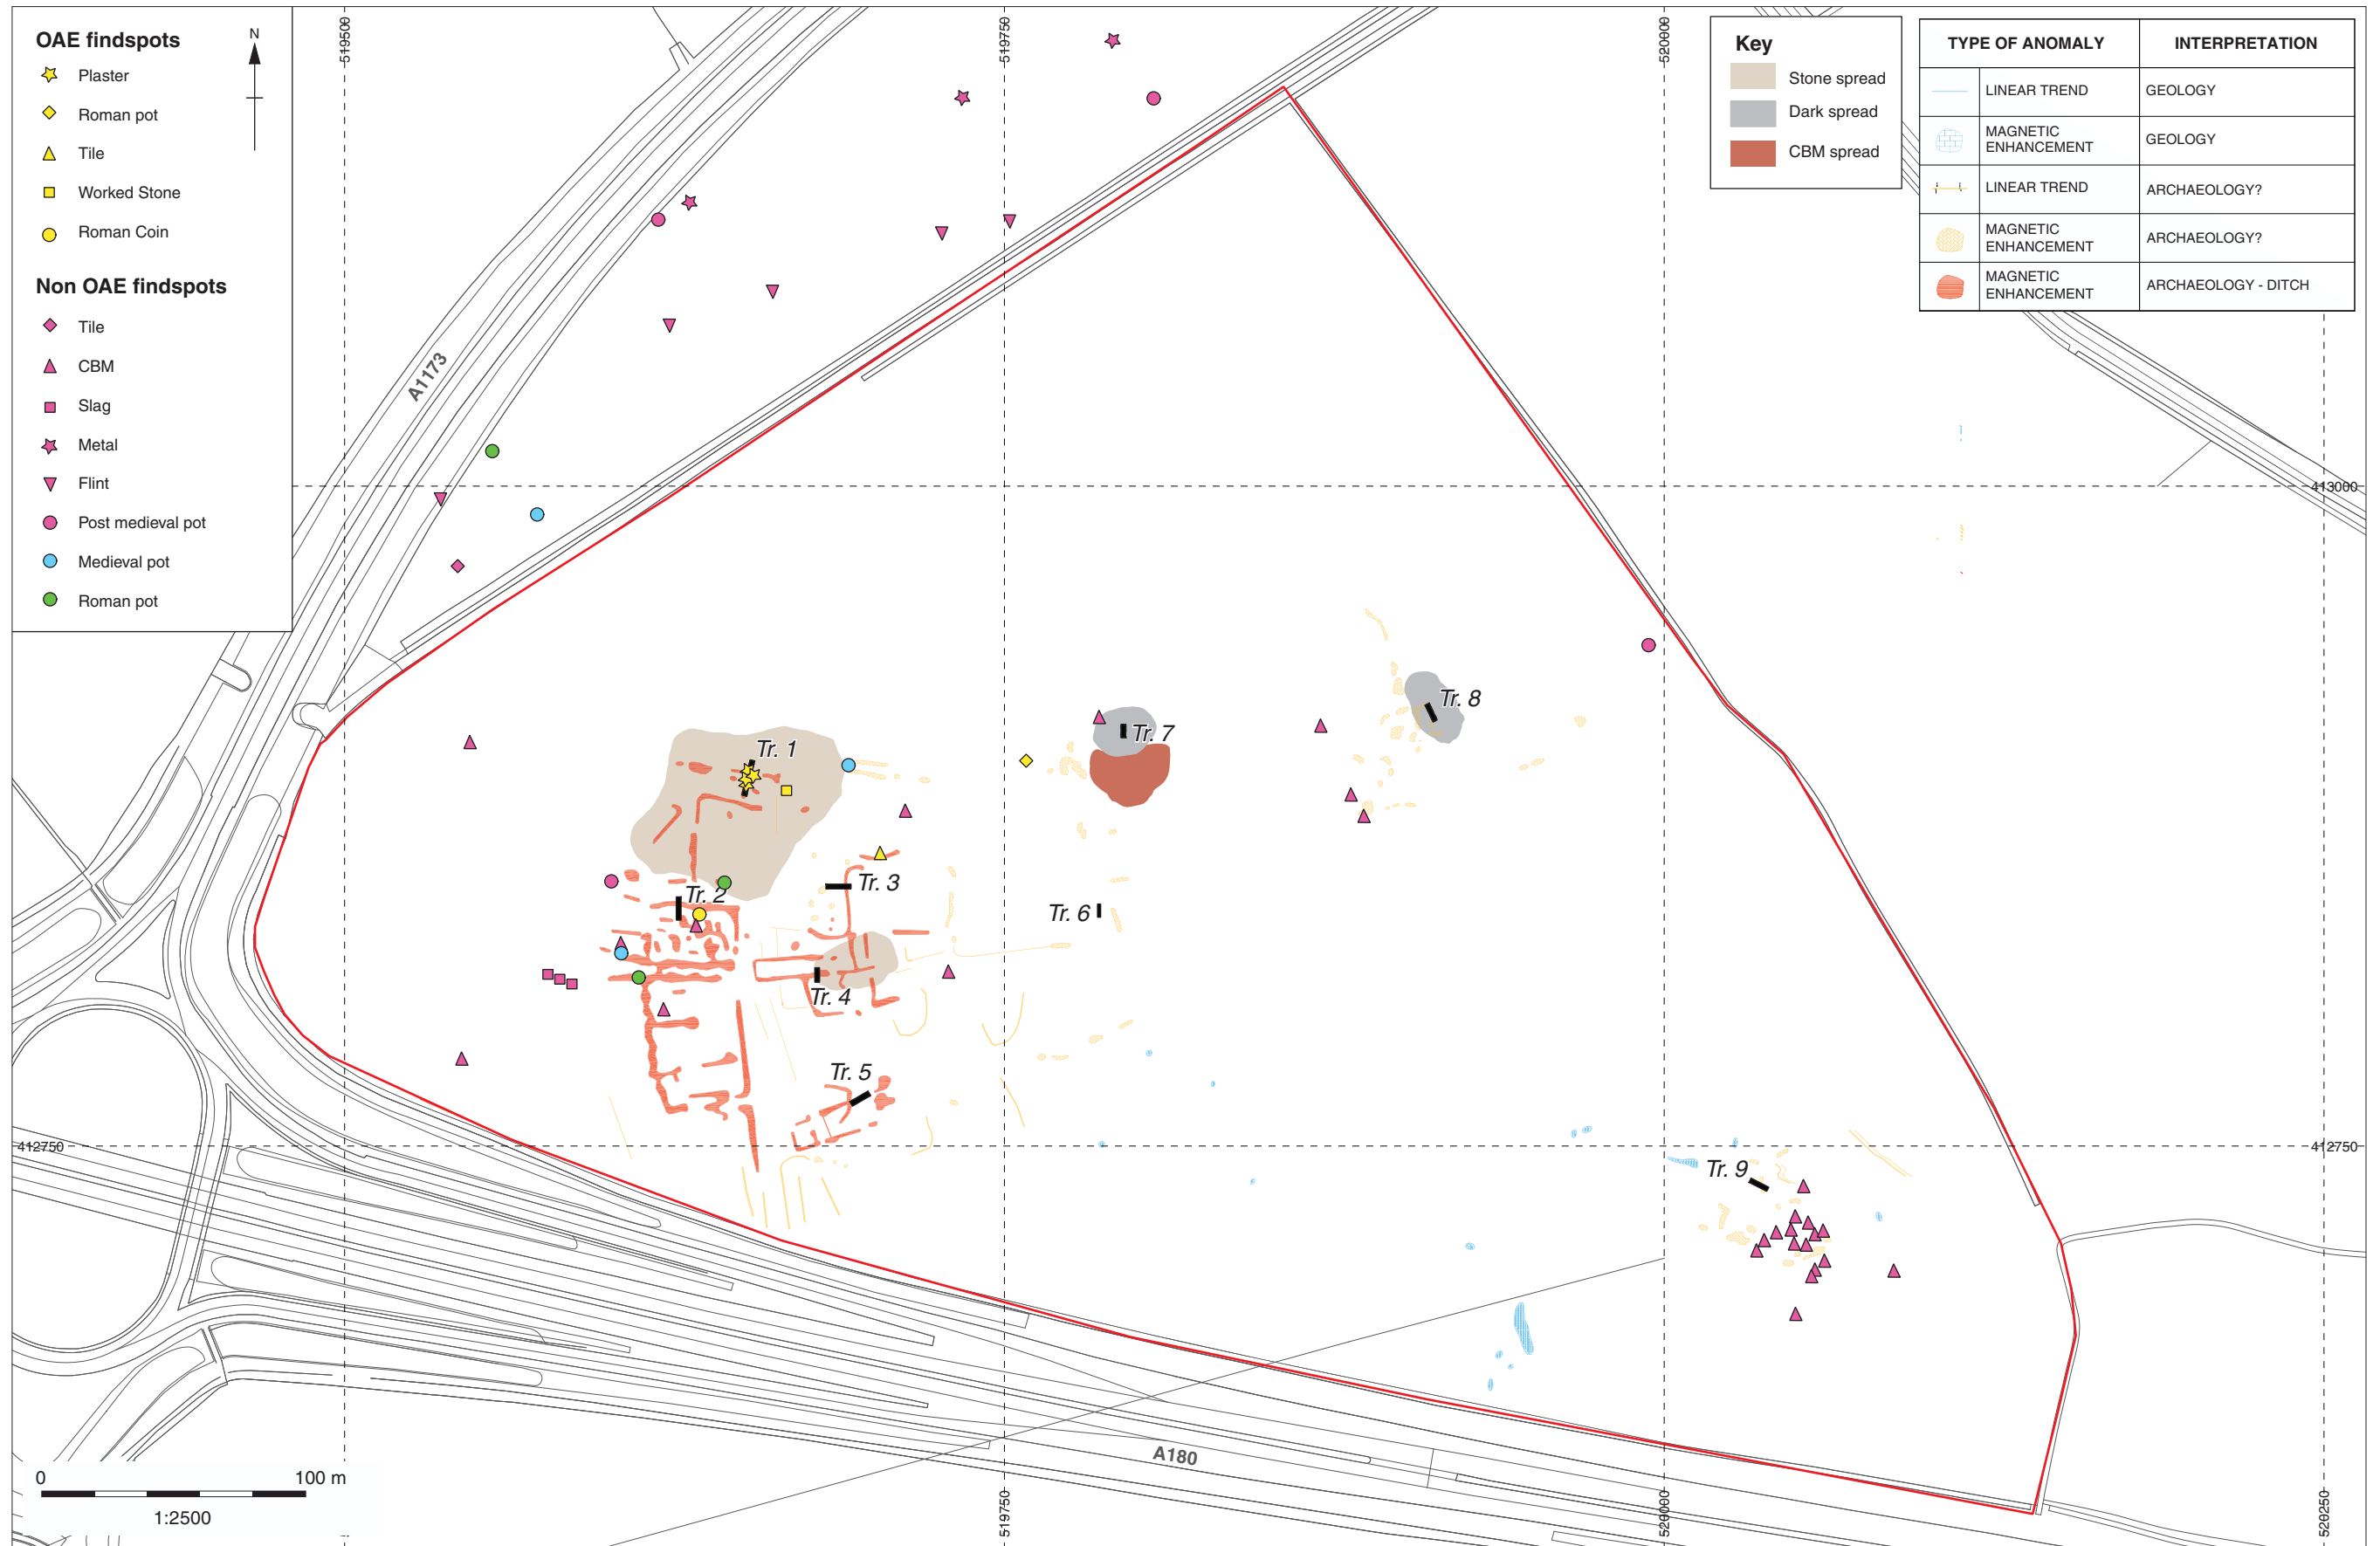 OAE findspots
N
Plaster
Roman pot
Tile
Worked Stone
Roman Coin
Non OAE findspots
Tile
CBM
Slag
Metal
Flint
Post medieval pot
Medieval pot
Roman pot
519500
519750
520000
Key
Stone spread
Dark spread
CBM spread
TYPE OF ANOMALY INTERPRETATION
LINEAR TREND GEOLOGY
MAGNETIC
ENHANCEMENT GEOLOGY
LINEAR TREND ARCHAEOLOGY?
MAGNETIC
ENHANCEMENT ARCHAEOLOGY?
MAGNETIC
ENHANCEMENT ARCHAEOLOGY - DITCH
A1173
413000
Tr. 8
Tr. 7
Tr. 1
Tr. 3
Tr. 2
Tr. 6
Tr. 4
Tr. 5
412750
412750
Tr. 9
A180
0 100 m
1:2500
519750
520000
520250